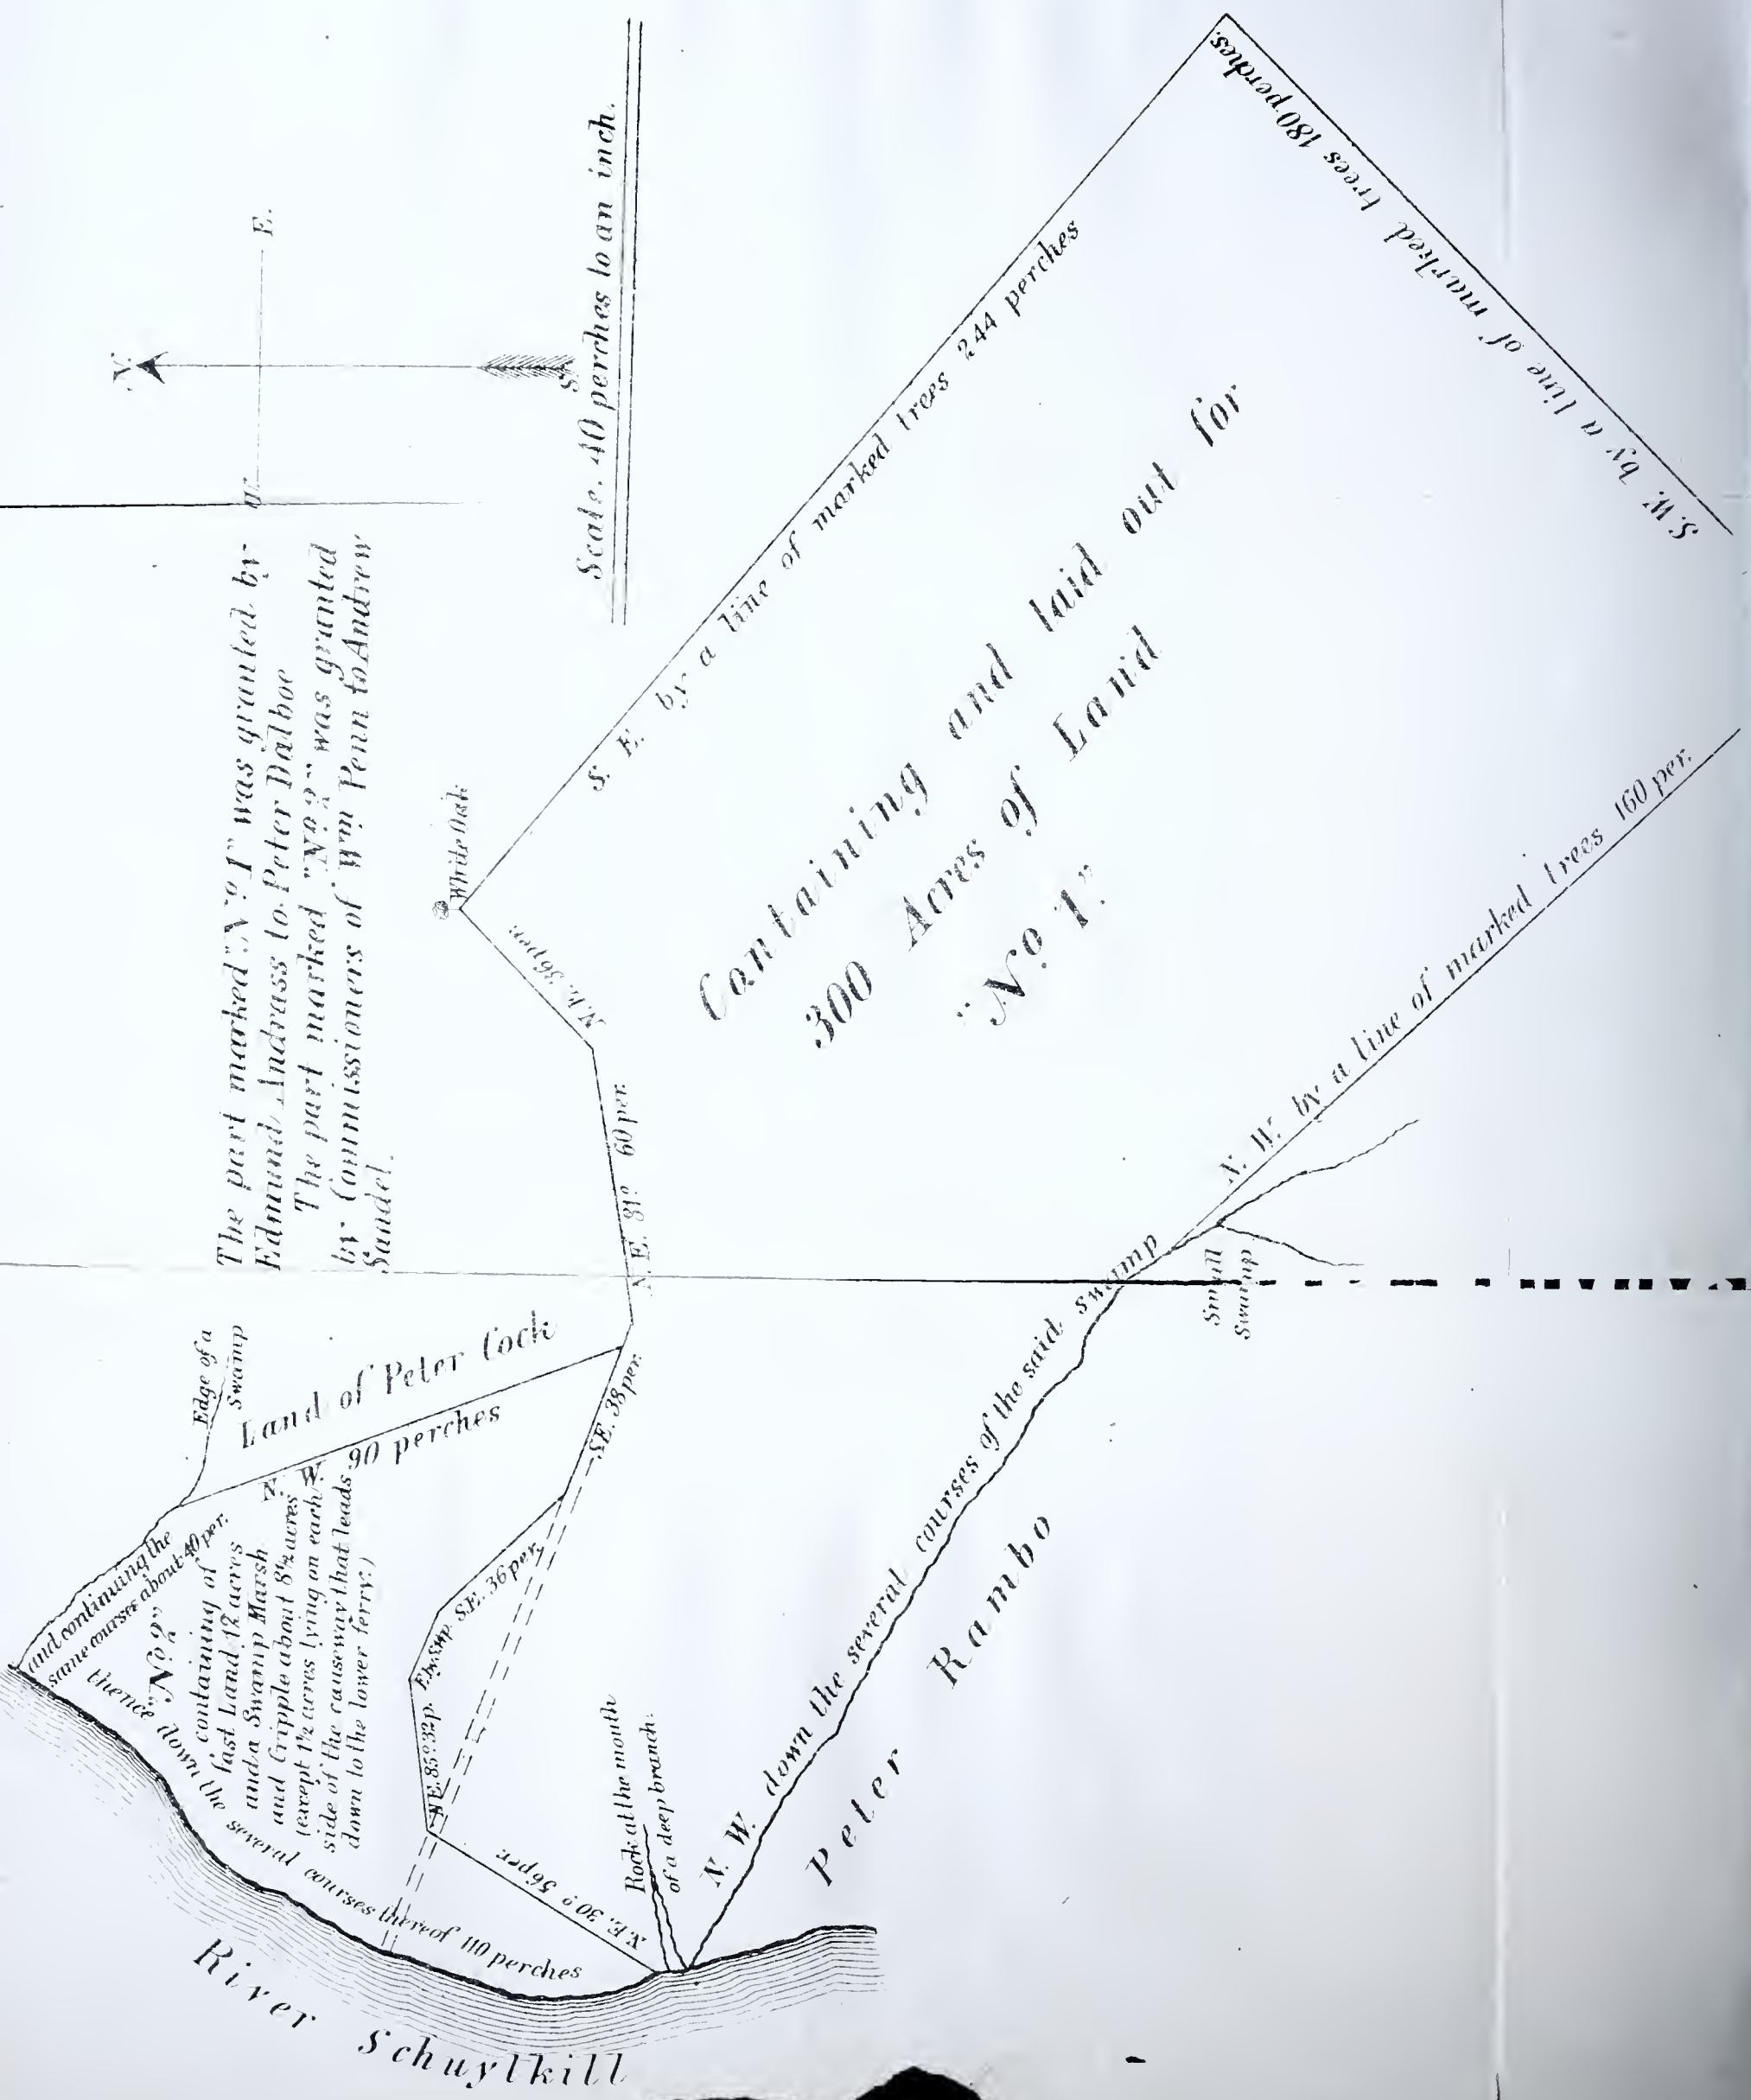 N.
W.
E.
S.
Scale. 40 perches to an inch.
The part marked "No. 1" was granted by
Edmund Andrass to Peter Dalboe
The part marked "No. 2" was granted
by Commissioners of Wm Penn to Andrew
Sandel.
White Oak
S. E. by a line of marked trees 244 perches
S.W. by a line of marked trees 180 perches.
N. W. by a line of marked trees 160 per.
Containing and laid out for
300 Acres of Land
"No. 1."
N.E. 36 per.
N.E. 81° 60 per.
S.E. 38 per.
S.E. 36 per.
E by
N.E. 85° 32 p.
N.E. 30° 56 per.
Edge of a
Swamp
Land of Peter Cock
N. W. 90 perches
and continuing the
same courses about 40 per.
thence down the several courses thereof 110 perches
"No. 2"
containing of
fast Land 12 acres
and a Swamp Marsh
and Cripple about 8½ acres
(except 1½ acres lying on each
side of the causeway that leads
down to the lower ferry.)
Rock at the mouth
of a deep branch.
N. W. down the several courses of the said swamp
Small
Swamp
Peter Rambo
River Schuylkill